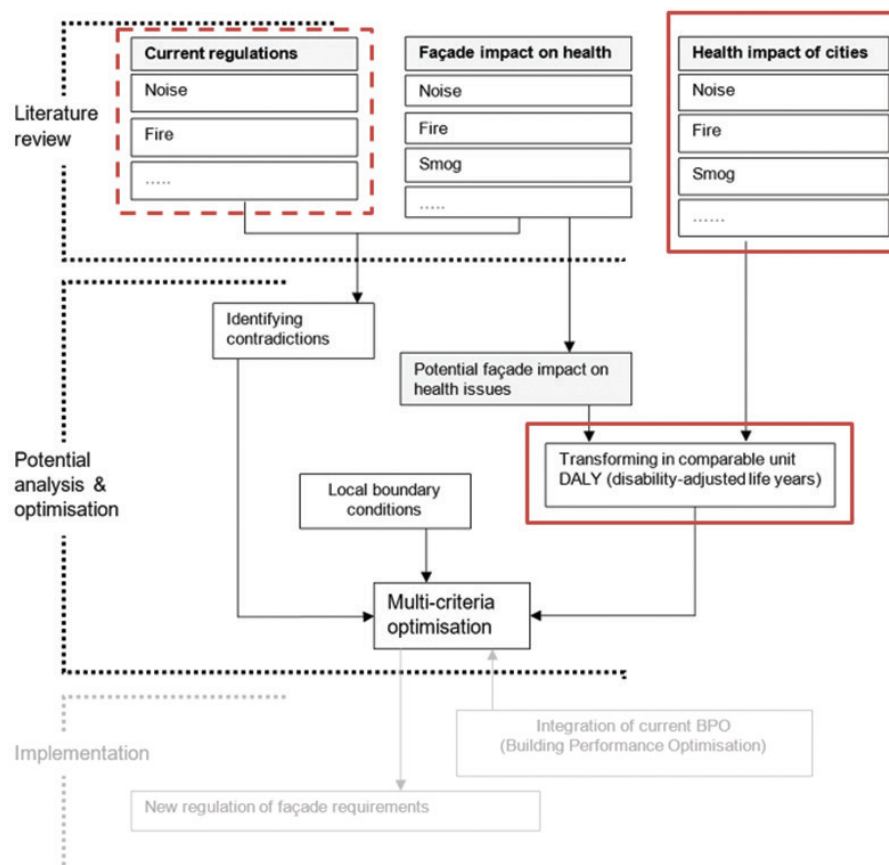 Current regulations
Noise
Fire
.....
Façade impact on health
Noise
Fire
Smog
.....
Health impact of cities
Noise
Fire
Smog
......
Literature
review
Identifying
contradictions
Potential façade impact on
health issues
Transforming in comparable unit
DALY (disability-adjusted life years)
Potential
analysis &
optimisation
Local boundary
conditions
Multi-criteria
optimisation
Implementation
Integration of current BPO
(Building Performance Optimisation)
New regulation of façade requirements